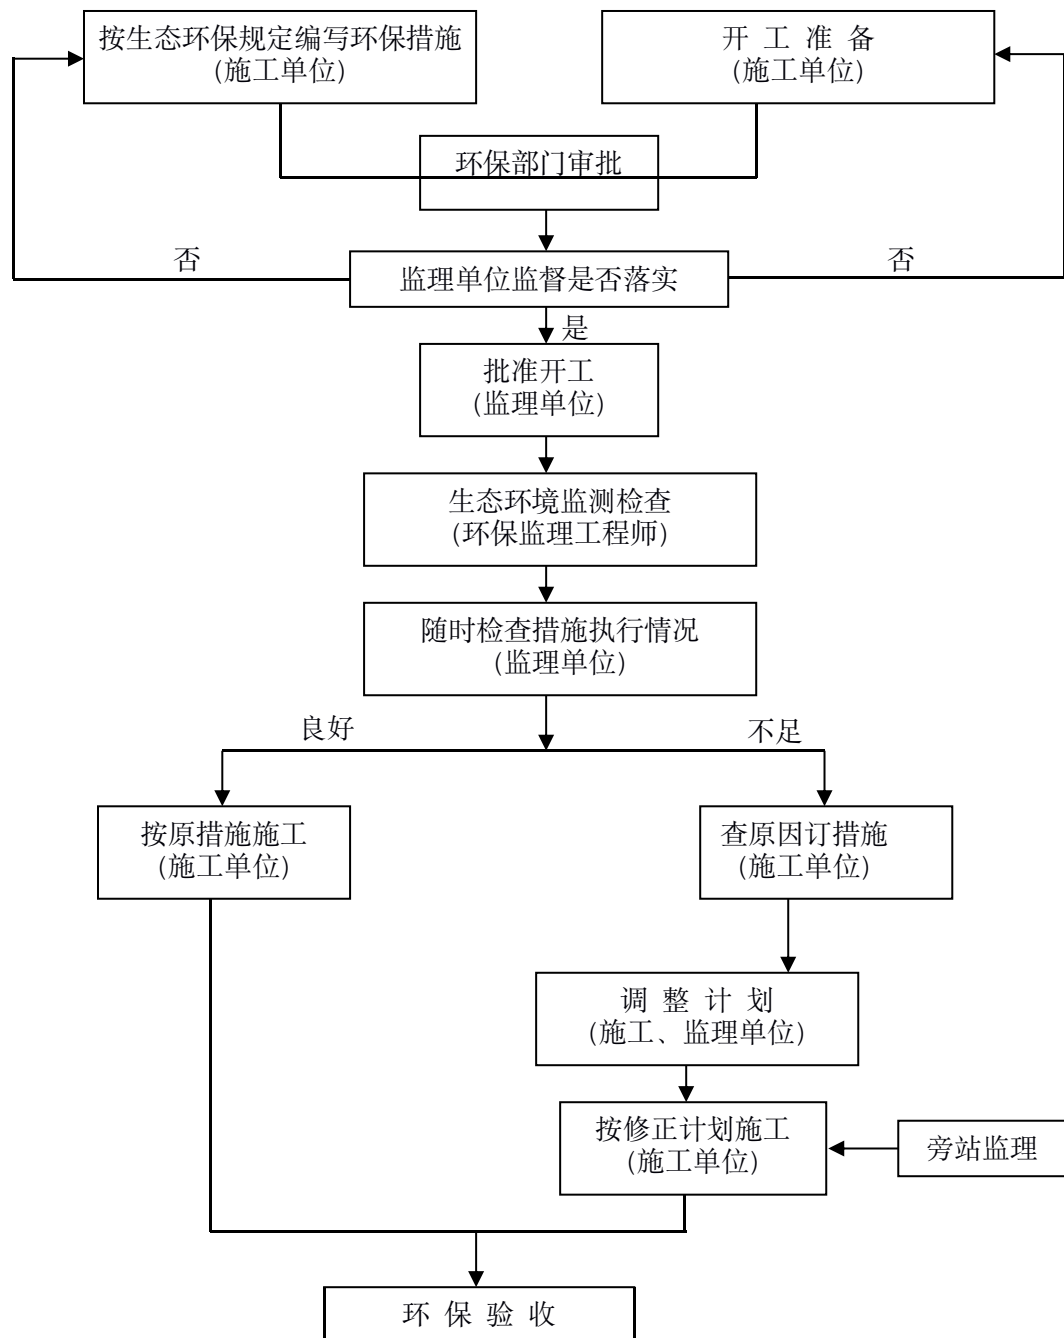 按生态环保规定编写环保措施
（施工单位）
开 工 准 备
（施工单位）
环保部门审批
否
监理单位监督是否落实
否
是
批准开工
（监理单位）
生态环境监测检查
（环保监理工程师）
随时检查措施执行情况
（监理单位）
良好
不足
按原措施施工
（施工单位）
查原因订措施
（施工单位）
调 整 计 划
（施工、监理单位）
按修正计划施工
（施工单位）
旁站监理
环 保 验 收